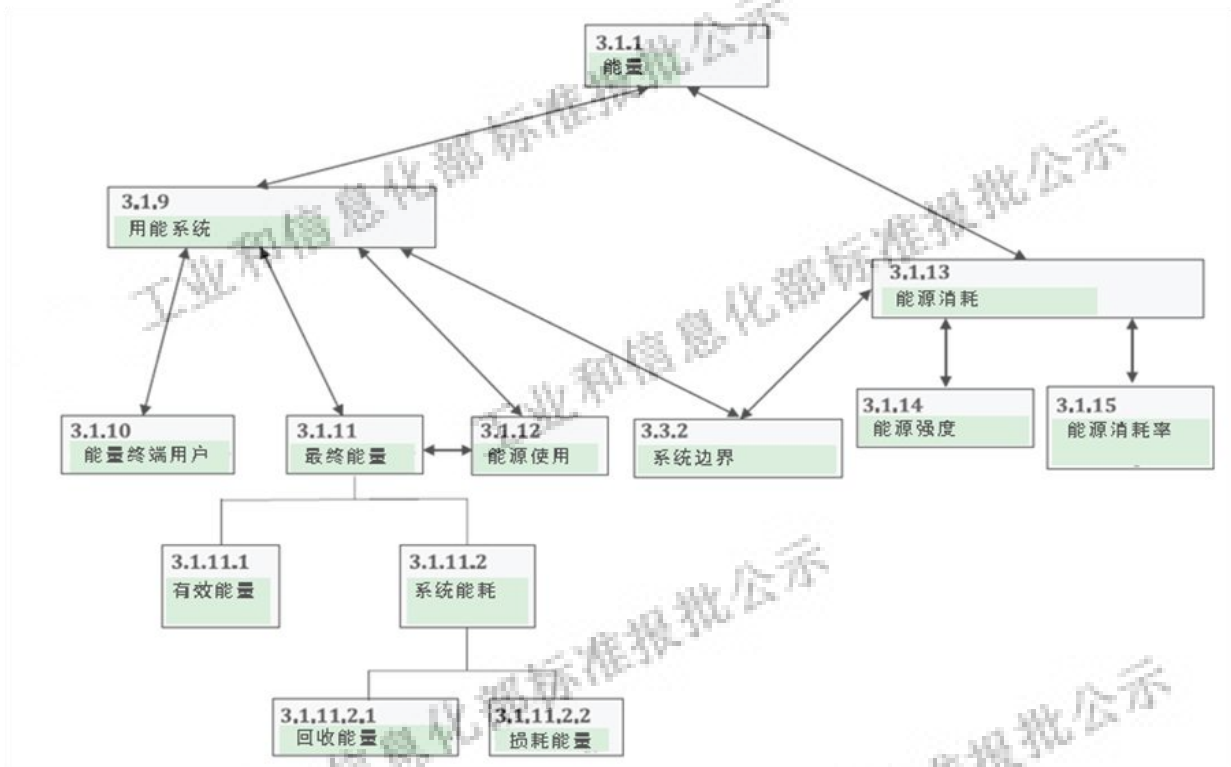 3.1.1
能量
3.1.9
用能系统
3.1.13
能源消耗
3.1.10
能量终端用户
3.1.11
最终能量
3.1.12
能源使用
3.3.2
系统边界
3.1.14
能源强度
3.1.15
能源消耗率
3.1.11.1
有效能量
3.1.11.2
系统能耗
3.1.11.2.1
回收能量
3.1.11.2.2
损耗能量
工业和信息化部标准报批公示
工业和信息化部标准报批公示
信息化部标准报批公示
报批公示